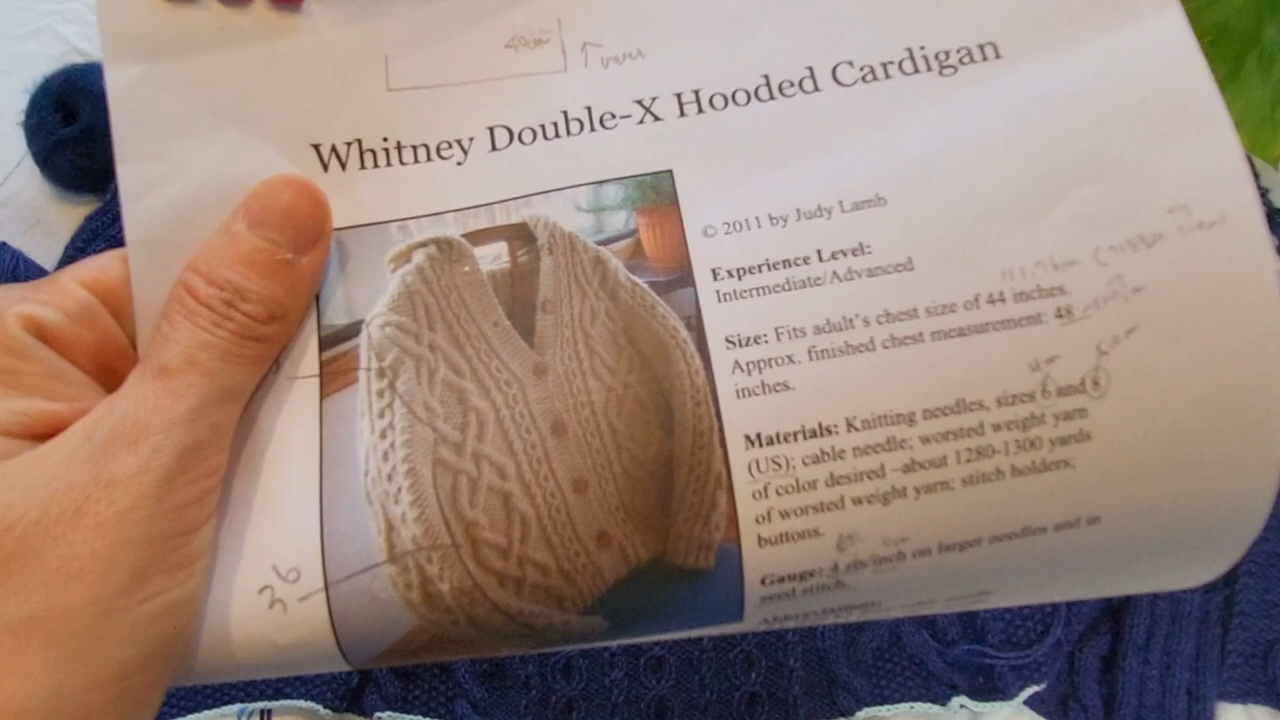 Whitney Double-X Hooded Cardigan
© 2011 by Judy Lamb
Experience Level:
Intermediate/Advanced
Size: Fits adult's chest size of 44 inches.
Approx. finished chest measurement: 48
inches.
Materials: Knitting needles, sizes 6 and 8
(US); cable needle; worsted weight yarn
of color desired –about 1280-1300 yards
of worsted weight yarn; stitch holders;
buttons.
Gauge: 4 sts/inch on larger needles and in
seed stitch.
Abbreviations:
36